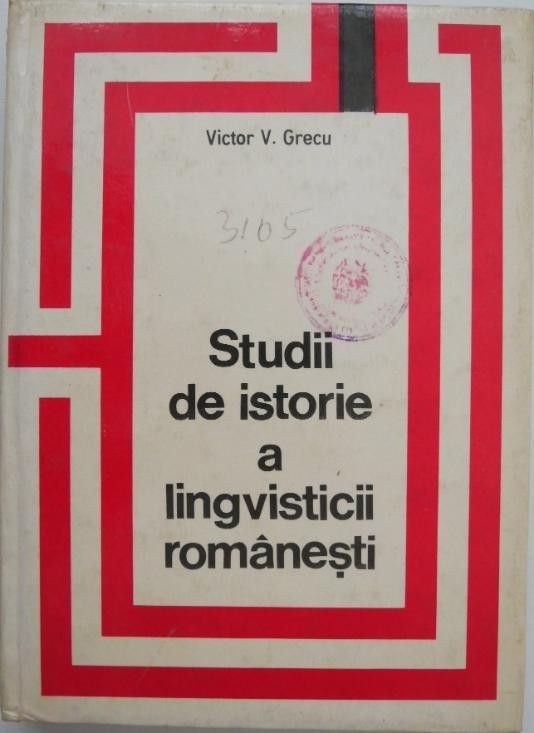 Victor V. Grecu
3105
Studii
de istorie
a
lingvisticii
românești